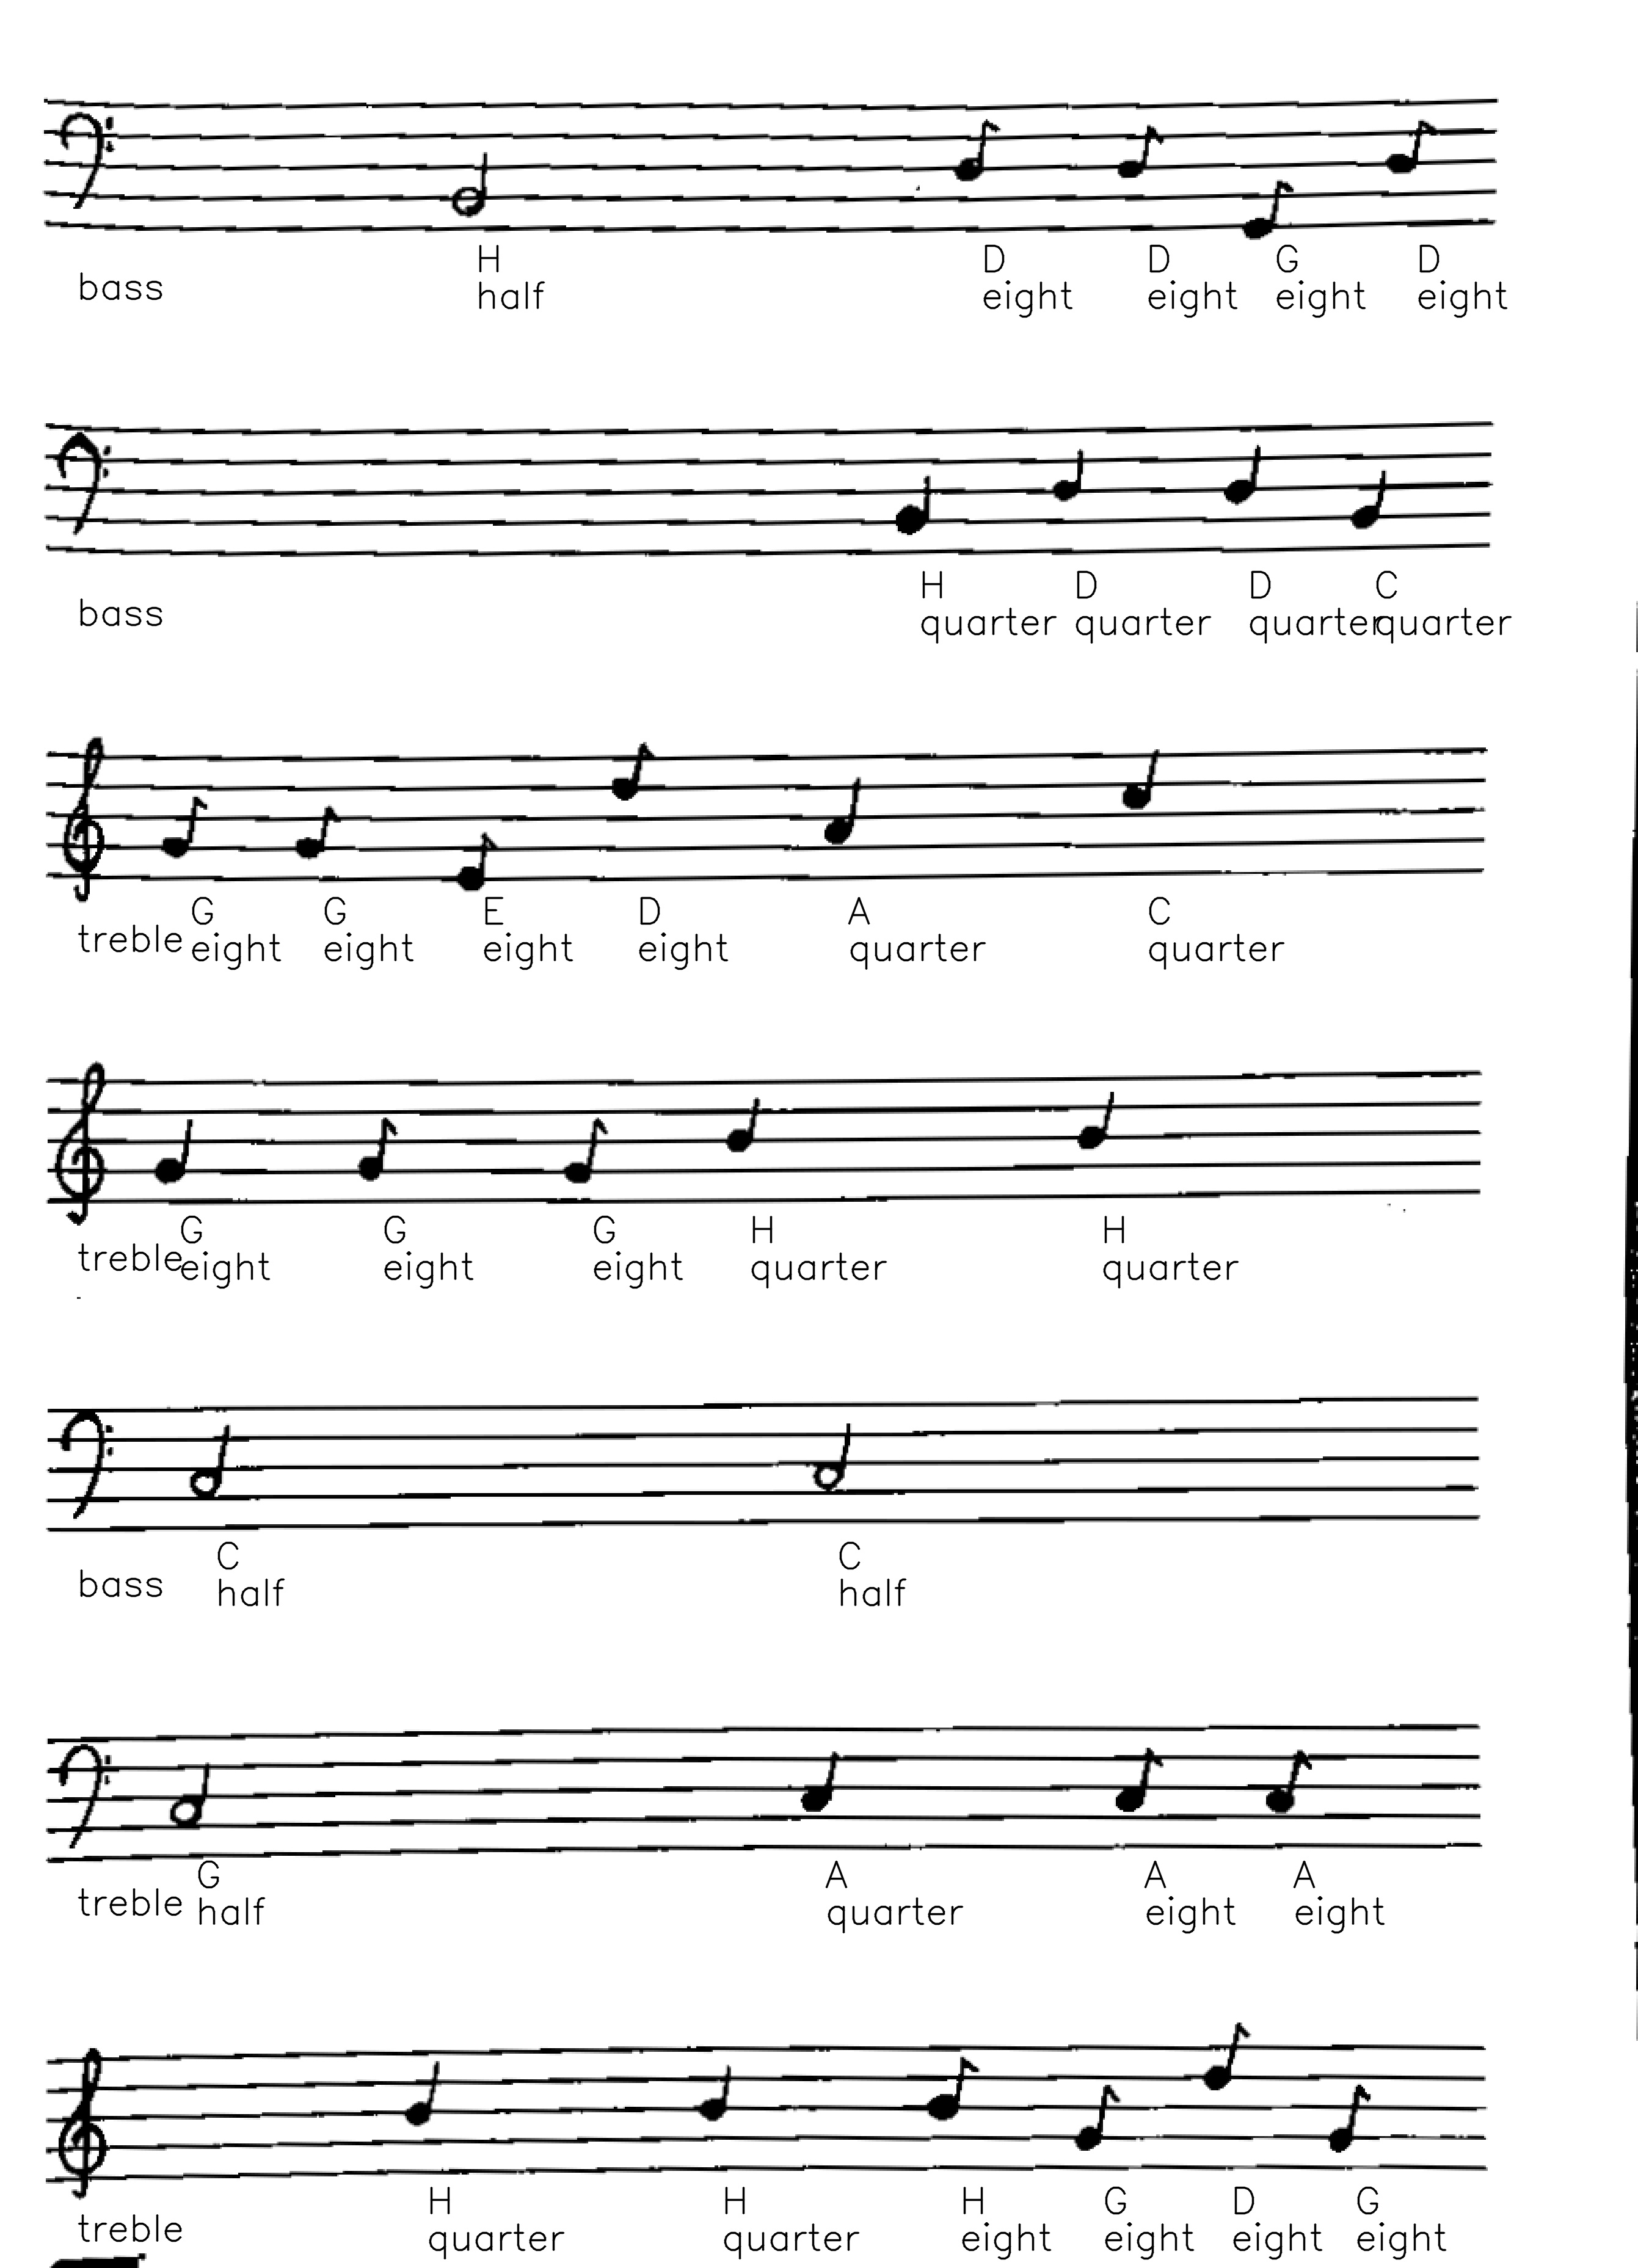 H D D G D
bass half eight eight eight eight
H D D C
bass quarter quarter quarter quarter
G G E D A C
treble eight eight eight eight quarter quarter
G G G H H
treble eight eight eight quarter quarter
C C
bass half half
G A A A
treble half quarter eight eight
H H H G D G
treble quarter quarter eight eight eight eight